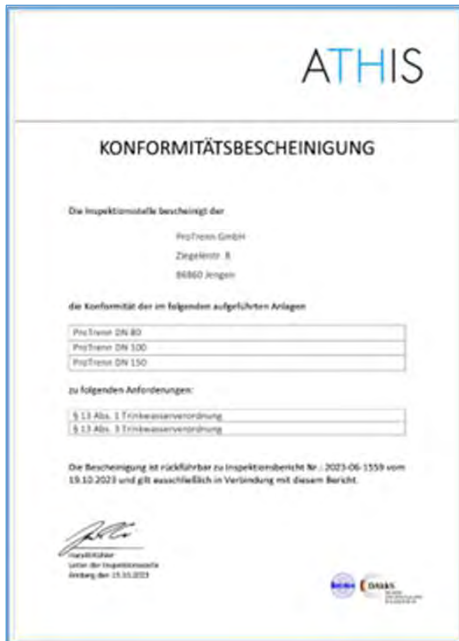 ATHIS
KONFORMITÄTSBESCHEINIGUNG
Die Inspektionsstelle bescheinigt der
ProTrenn GmbH
Ziegeleistr. 8
86860 Jengen
die Konformität der im folgenden aufgeführten Anlagen
ProTrenn DN 80
ProTrenn DN 100
ProTrenn DN 150
zu folgenden Anforderungen:
§ 13 Abs. 1 Trinkwasserverordnung
§ 13 Abs. 3 Trinkwasserverordnung
Die Bescheinigung ist rückführbar zu Inspektionsbericht Nr.: 2023-06-1559 vom
19.10.2023 und gilt ausschließlich in Verbindung mit diesem Bericht.
Leiter der Inspektionsstelle
DAkkS